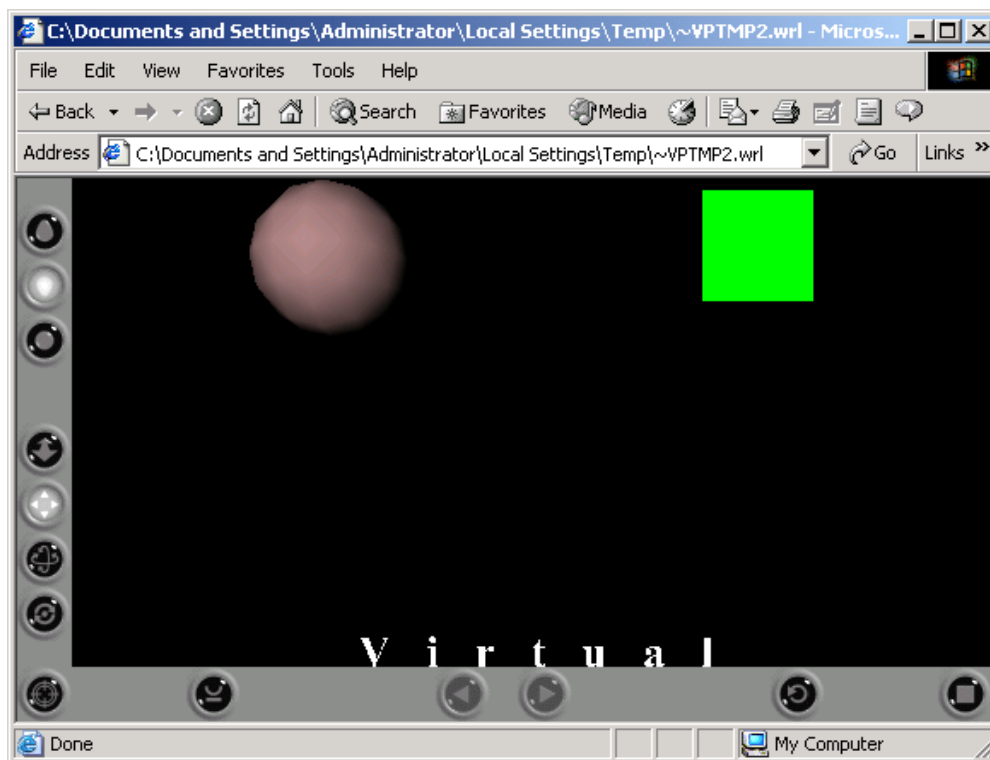 C:\Documents and Settings\Administrator\Local Settings\Temp\~VPTMP2.wrl - Micros...
File Edit View Favorites Tools Help
Back Search Favorites Media
Address C:\Documents and Settings\Administrator\Local Settings\Temp\~VPTMP2.wrl Go Links »
V i r t u a l
Done My Computer